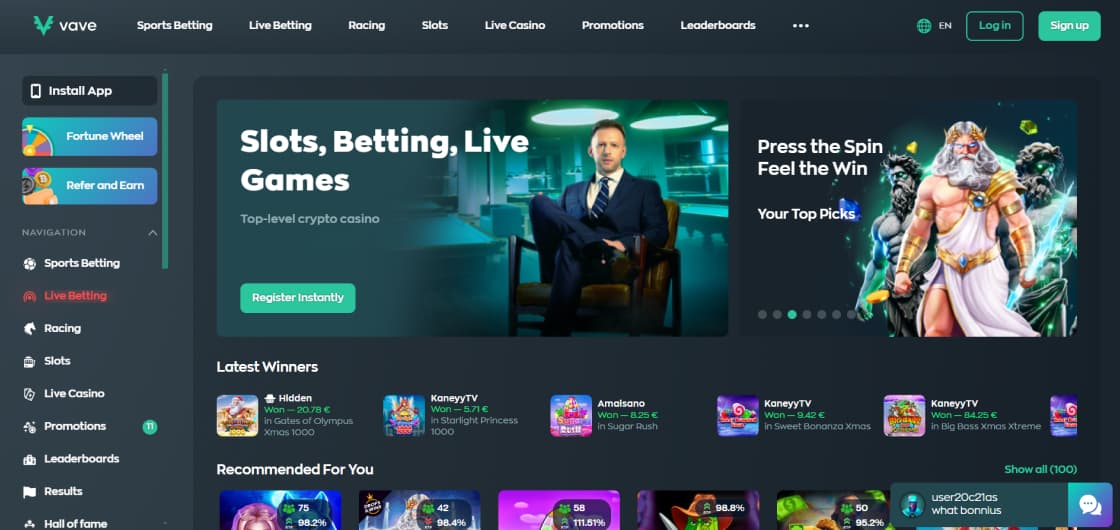 vave
Sports Betting
Live Betting
Racing
Slots
Live Casino
Promotions
Leaderboards
EN
Log in
Sign up
Install App
Fortune Wheel
Refer and Earn
NAVIGATION
Sports Betting
Live Betting
Racing
Slots
Live Casino
Promotions
11
Leaderboards
Results
Hall of fame
Slots, Betting, Live
Games
Top-level crypto casino
Register Instantly
Press the Spin
Feel the Win
Your Top Picks
Latest Winners
Hidden
Won — 20.78 €
in Gates of Olympus
Xmas 1000
KaneyyTV
Won — 5.71 €
in Starlight Princess
1000
Amalsano
Won — 8.25 €
in Sugar Rush
KaneyyTV
Won — 9.42 €
in Sweet Bonanza Xmas
KaneyyTV
Won — 84.25 €
in Big Bass Xmas Xtreme
Recommended For You
Show all (100)
75
98.2%
42
98.4%
58
111.51%
98.8%
50
95.2%
user20c21as
what bonnius